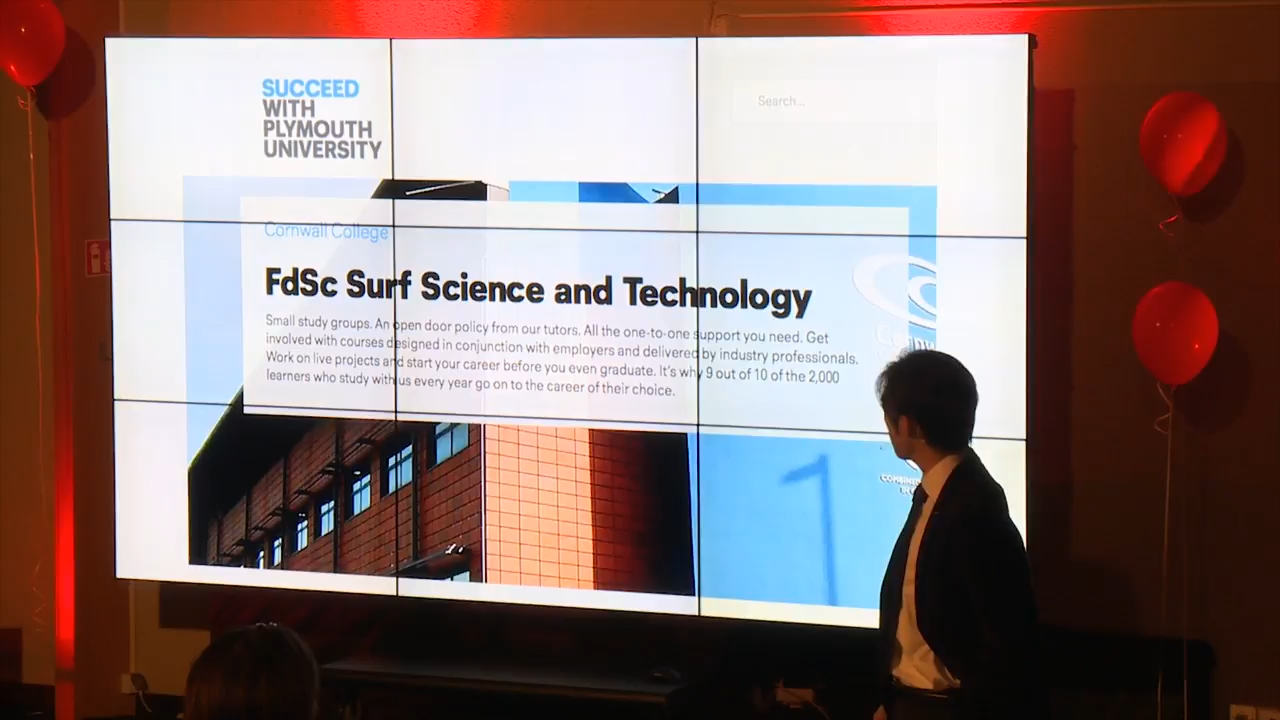 SUCCEED
WITH
PLYMOUTH
UNIVERSITY
Search...
Cornwall College
FdSc Surf Science and Technology
Small study groups. An open door policy from our tutors. All the one-to-one support you need. Get
involved with courses designed in conjunction with employers and delivered by industry professionals.
Work on live projects and start your career before you even graduate. It's why 9 out of 10 of the 2,000
learners who study with us every year go on to the career of their choice.